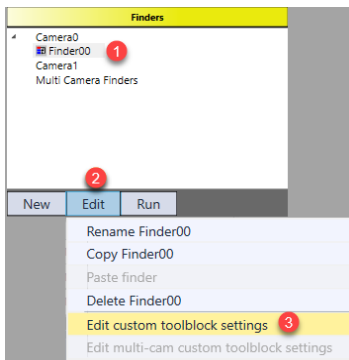 Finders
Camera0
Finder00
1
Camera1
Multi Camera Finders
2
New Edit Run
Rename Finder00
Copy Finder00
Paste finder
Delete Finder00
Edit custom toolblock settings 3
Edit multi-cam custom toolblock settings